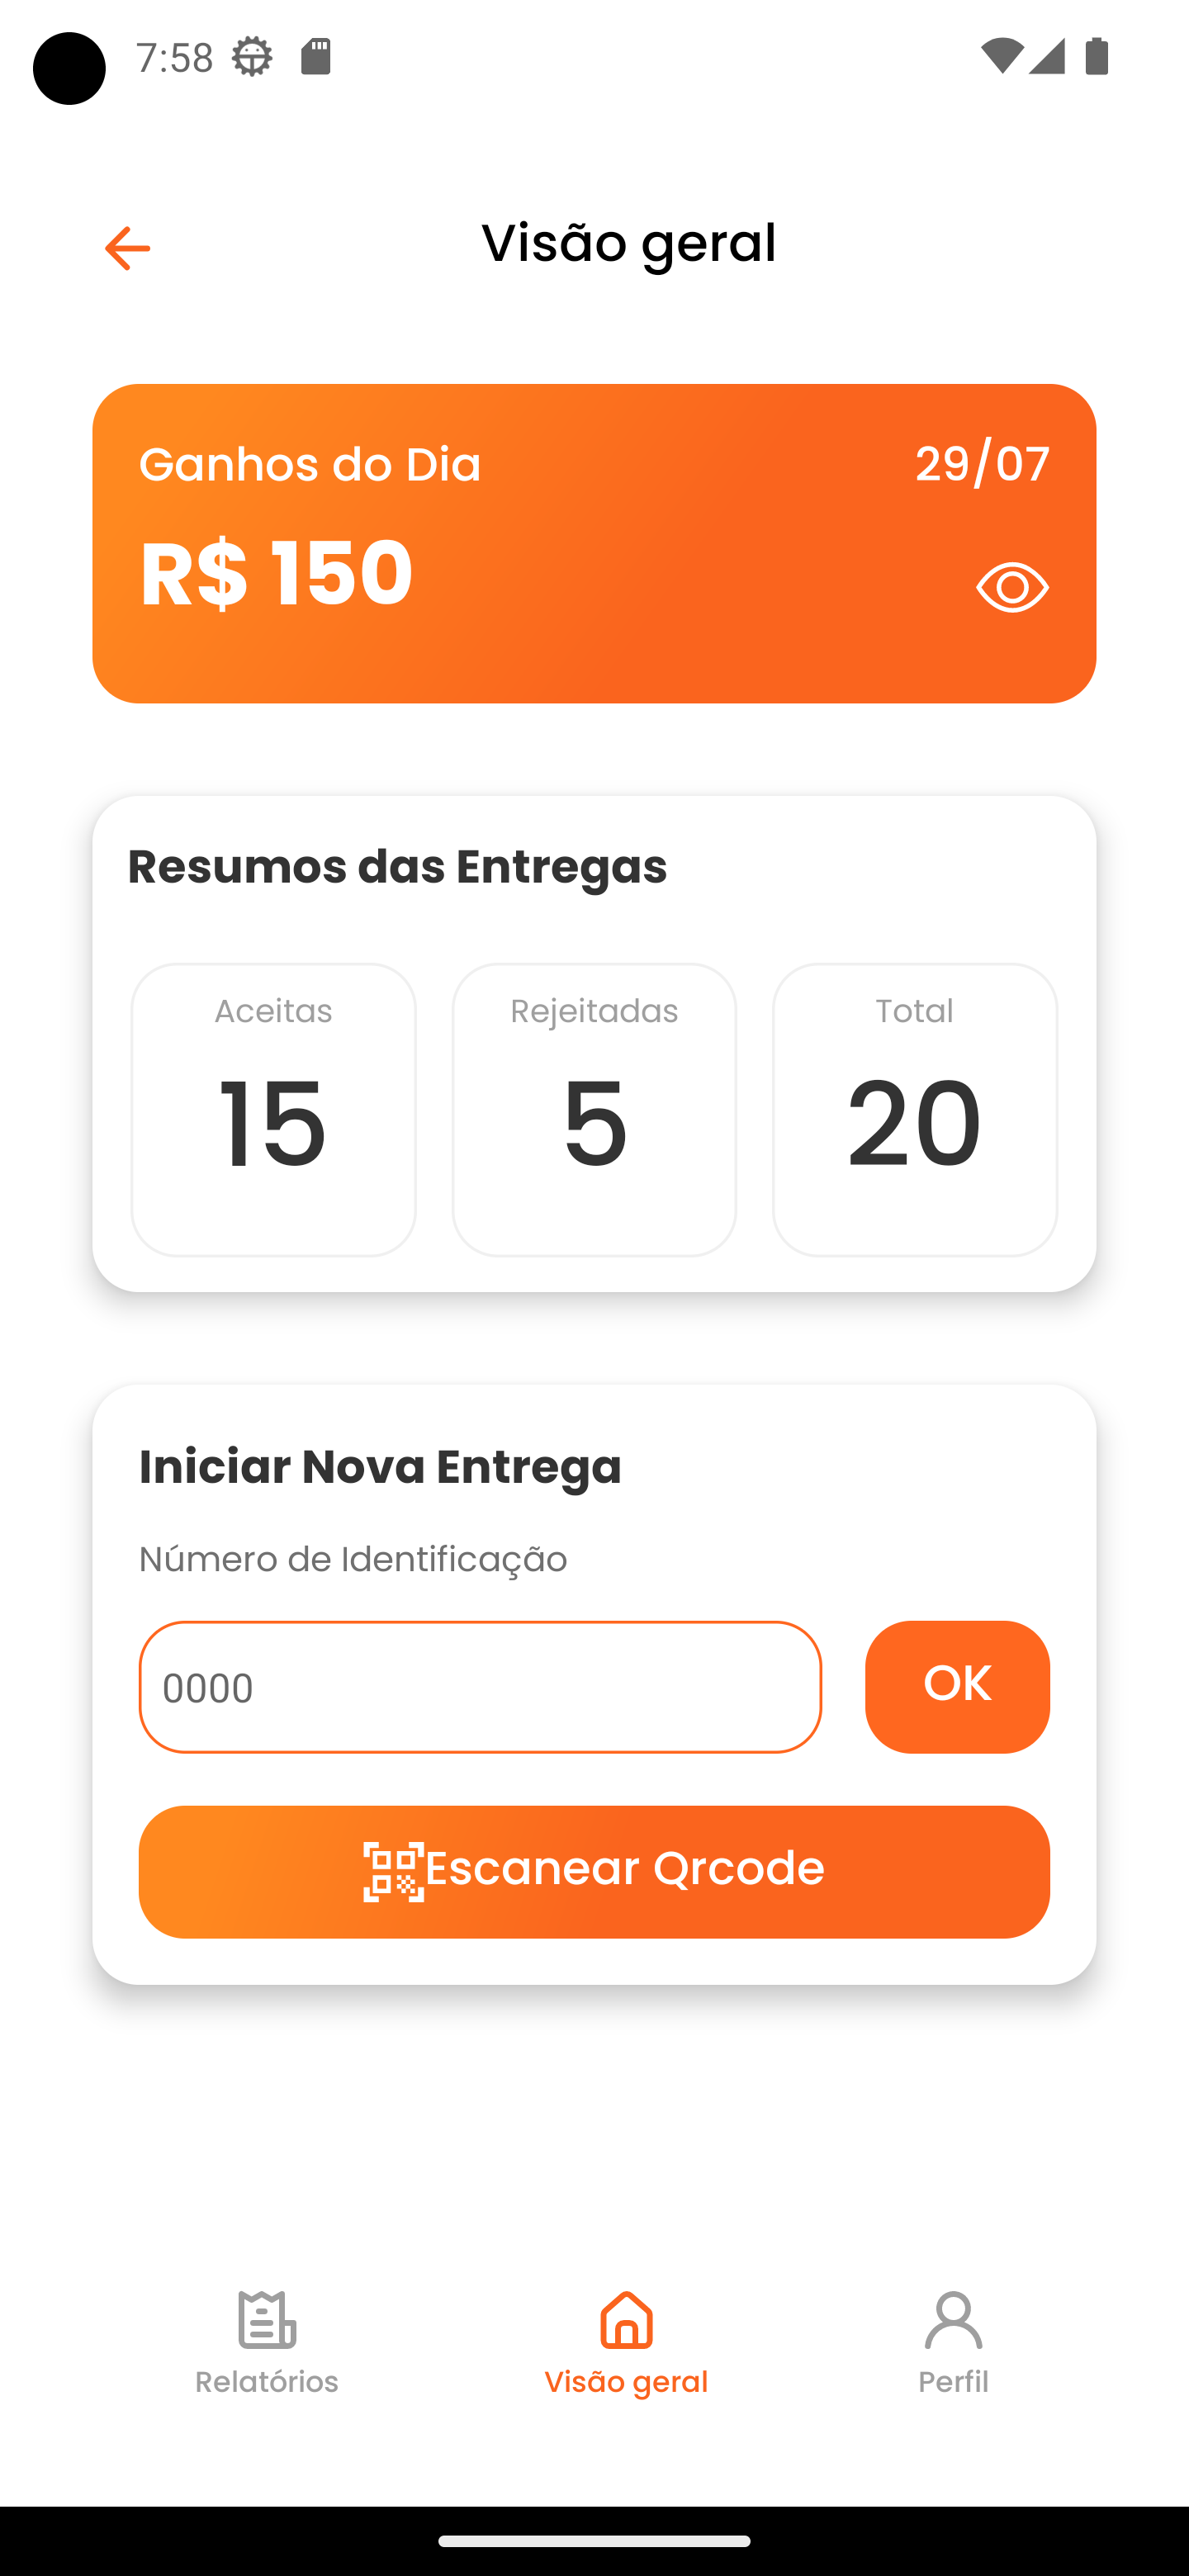 7:58
Visão geral
Ganhos do Dia 29/07
R$ 150
Resumos das Entregas
Aceitas Rejeitadas Total
15 5 20
Iniciar Nova Entrega
Número de Identificação
0000 OK
Escanear Qrcode
Relatórios Visão geral Perfil